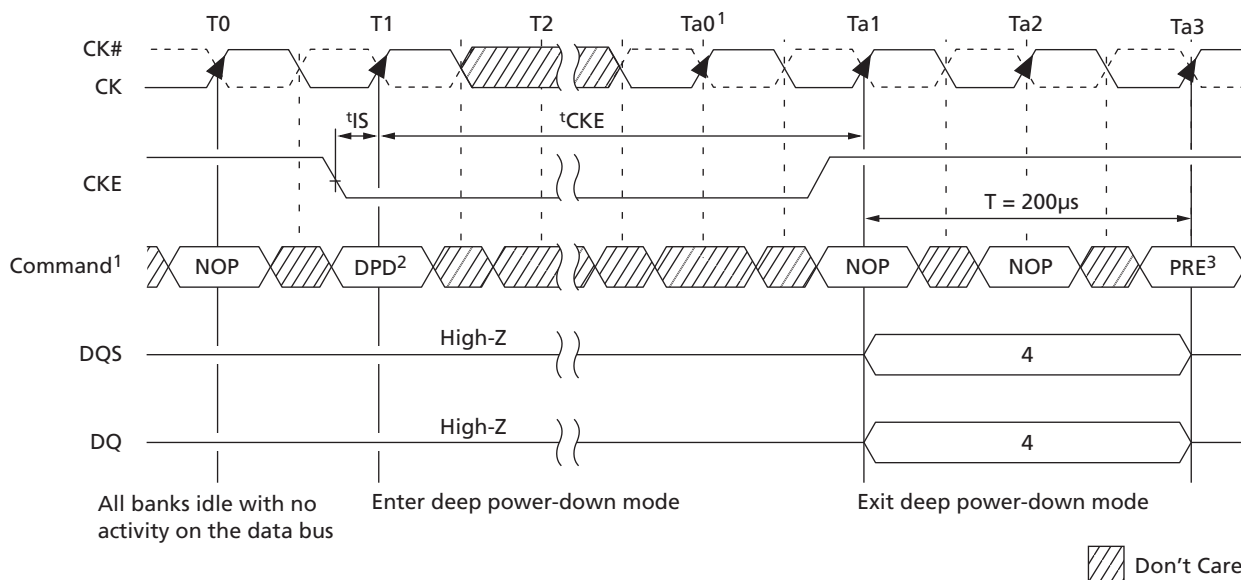 T0 T1 T2 Ta0¹ Ta1 Ta2 Ta3
CK#
CK
tIS tCKE
CKE
T = 200µs
Command¹ NOP DPD² NOP NOP PRE³
DQS High-Z 4
DQ High-Z 4
All banks idle with no
activity on the data bus
Enter deep power-down mode
Exit deep power-down mode
Don't Care